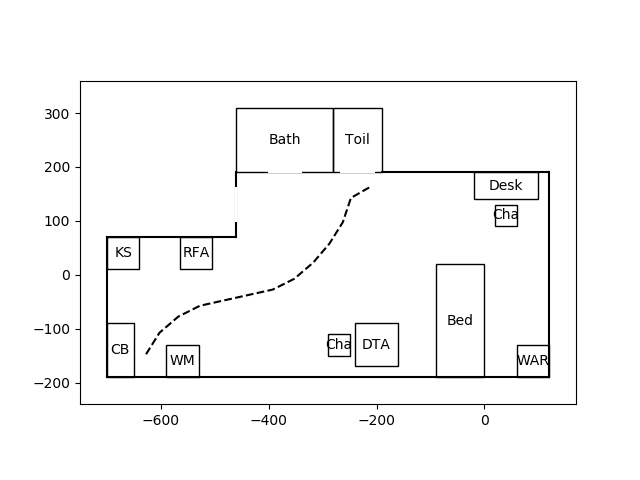 300
200
100
0
−100
−200
Bath
Toil
Desk
Cha
KS
RFA
Bed
CB
WM
Cha
DTA
WAR
−600
−400
−200
0